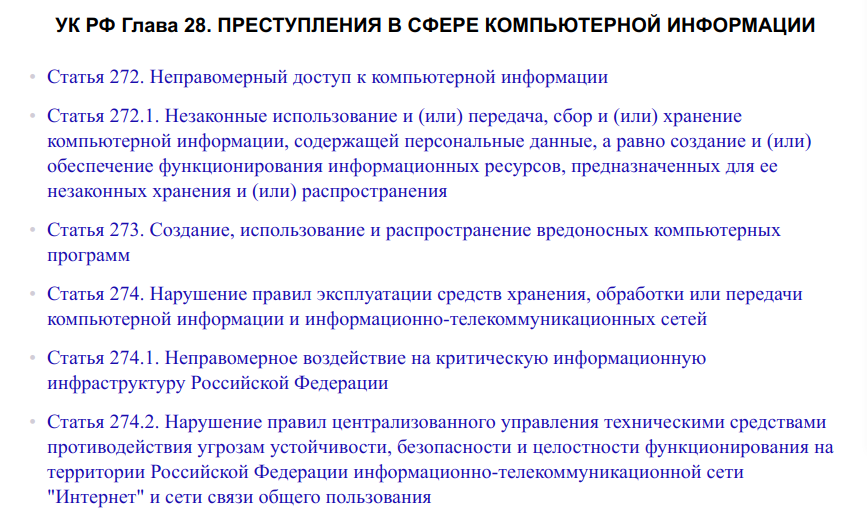 УК РФ Глава 28. ПРЕСТУПЛЕНИЯ В СФЕРЕ КОМПЬЮТЕРНОЙ ИНФОРМАЦИИ
Статья 272. Неправомерный доступ к компьютерной информации
Статья 272.1. Незаконные использование и (или) передача, сбор и (или) хранение
компьютерной информации, содержащей персональные данные, а равно создание и (или)
обеспечение функционирования информационных ресурсов, предназначенных для ее
незаконных хранения и (или) распространения
Статья 273. Создание, использование и распространение вредоносных компьютерных
программ
Статья 274. Нарушение правил эксплуатации средств хранения, обработки или передачи
компьютерной информации и информационно-телекоммуникационных сетей
Статья 274.1. Неправомерное воздействие на критическую информационную
инфраструктуру Российской Федерации
Статья 274.2. Нарушение правил централизованного управления техническими средствами
противодействия угрозам устойчивости, безопасности и целостности функционирования на
территории Российской Федерации информационно-телекоммуникационной сети
"Интернет" и сети связи общего пользования